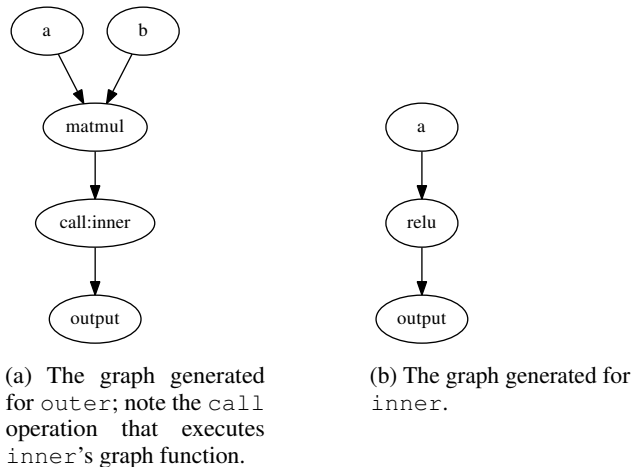 a b
matmul
call:inner
output
(a) The graph generated
for outer; note the call
operation that executes
inner's graph function.
a
relu
output
(b) The graph generated for
inner.